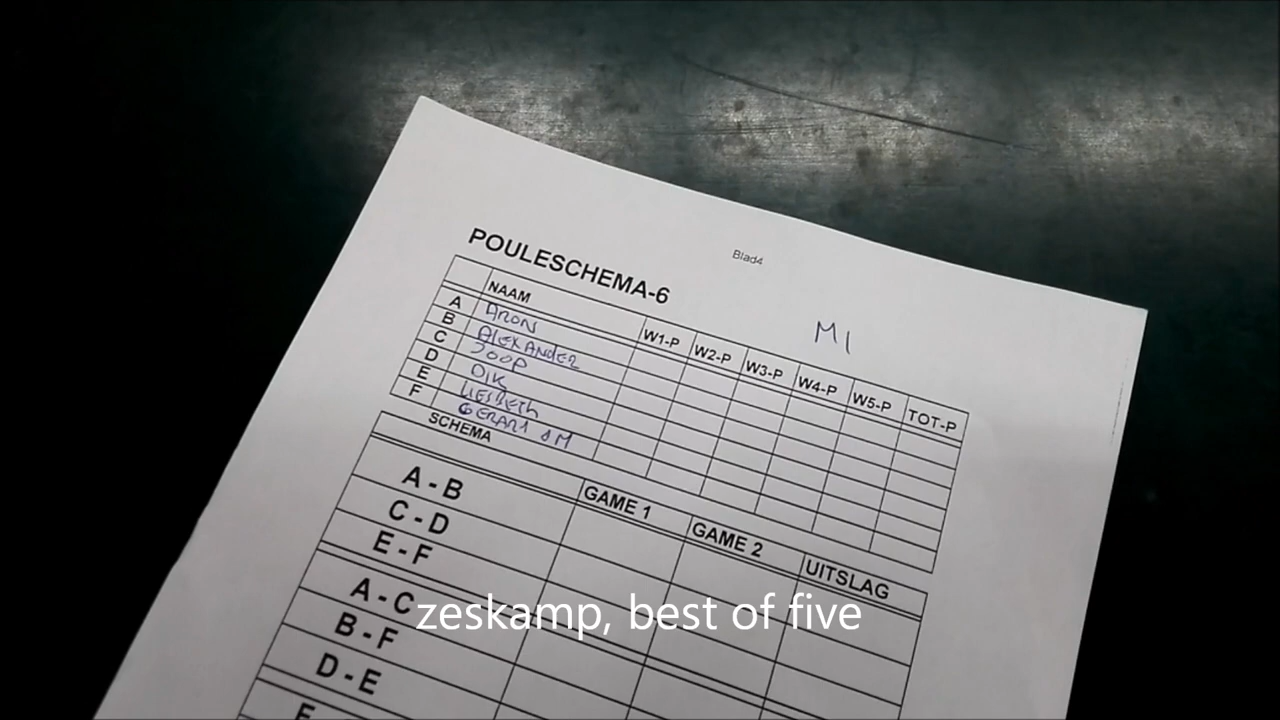 Blad4
POULESCHEMA-6
M1
NAAM W1-P W2-P W3-P W4-P W5-P TOT-P
A ARON
B ALEXANDER
C JOOP
D DIK
E LIESBETH
F GERARD
SCHEMA GAME 1 GAME 2 UITSLAG
A - B
C - D
E - F
A - C
B - F
D - E
zeskamp, best of five